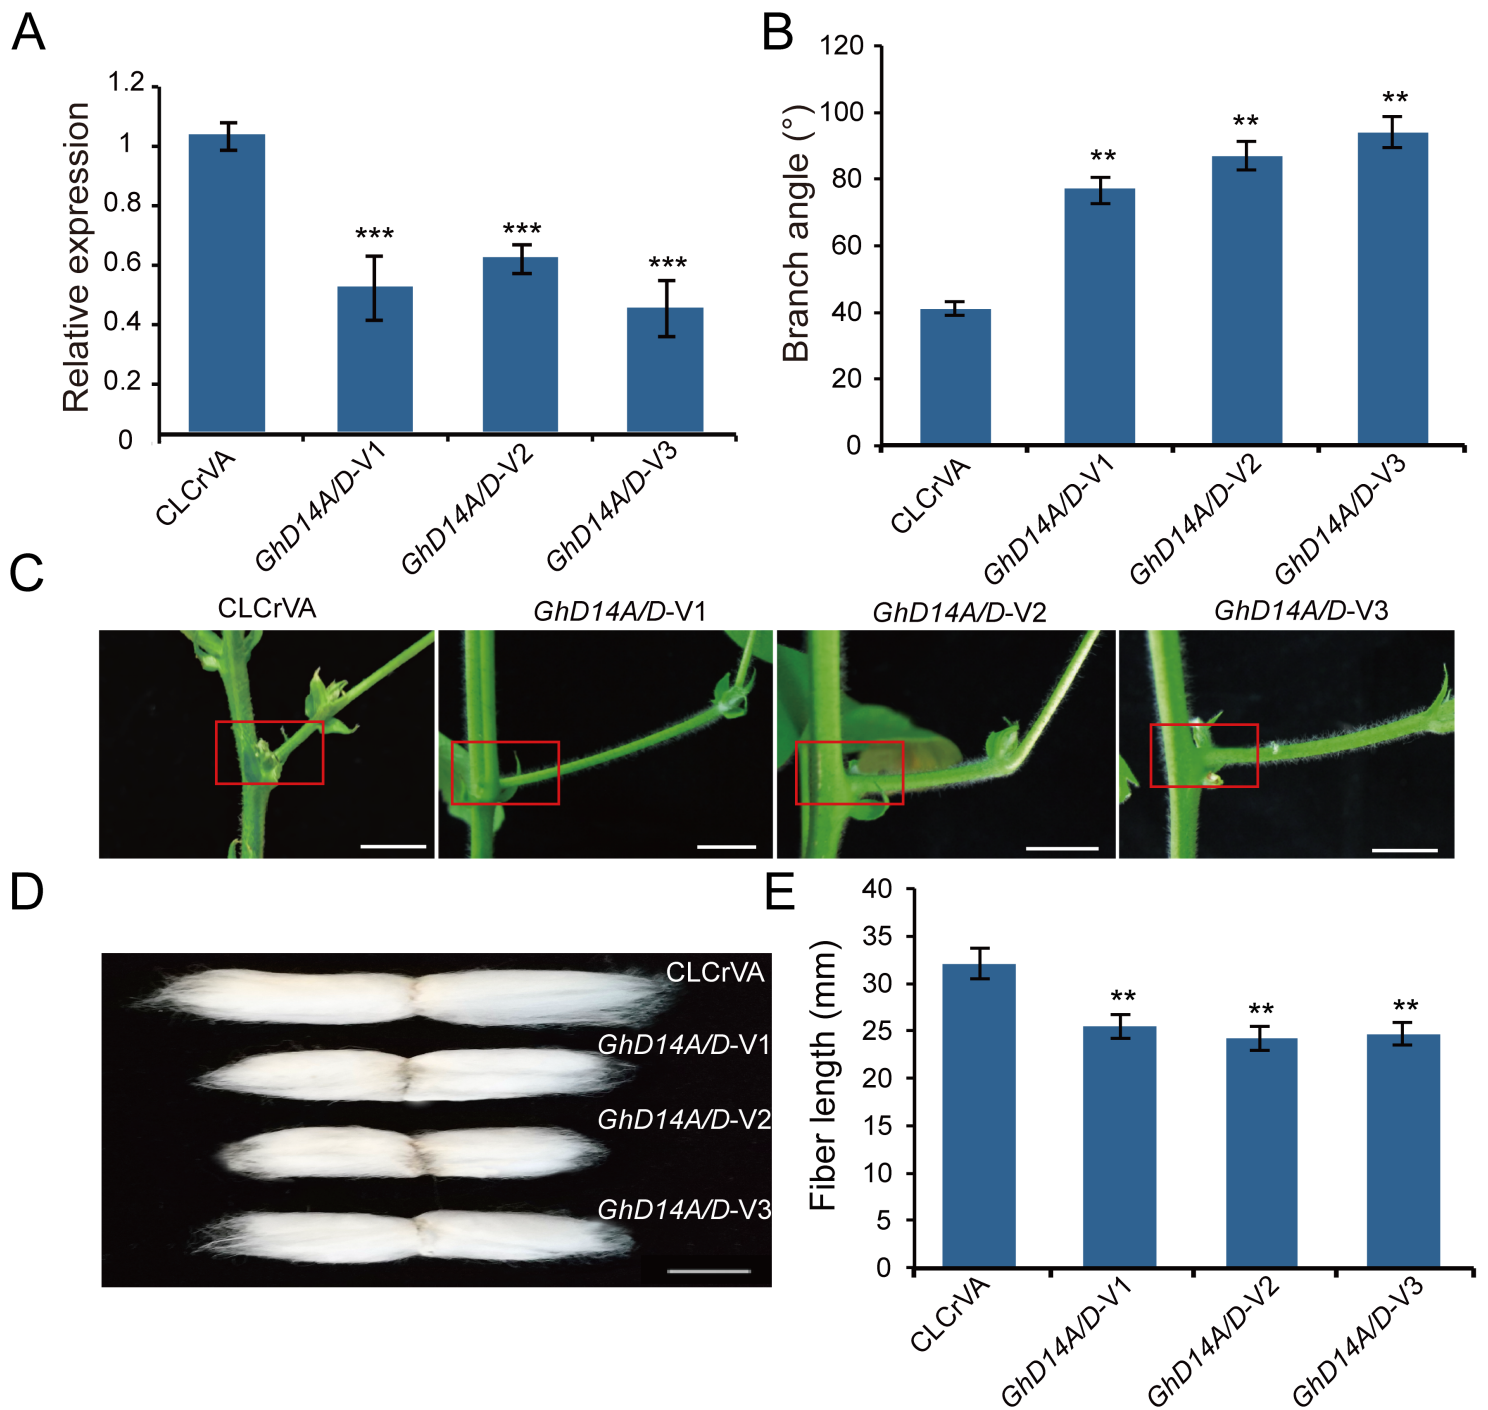 A
1.2
1
0.8
0.6
0.4
0.2
0
Relative expression
***
***
***
CLCrVA
GhD14A/D-V1
GhD14A/D-V2
GhD14A/D-V3
B
120
100
80
60
40
20
0
Branch angle (°)
**
**
**
CLCrVA
GhD14A/D-V1
GhD14A/D-V2
GhD14A/D-V3
C
CLCrVA
GhD14A/D-V1
GhD14A/D-V2
GhD14A/D-V3
D
CLCrVA
GhD14A/D-V1
GhD14A/D-V2
GhD14A/D-V3
E
40
35
30
25
20
15
10
5
0
Fiber length (mm)
**
**
**
CLCrVA
GhD14A/D-V1
GhD14A/D-V2
GhD14A/D-V3